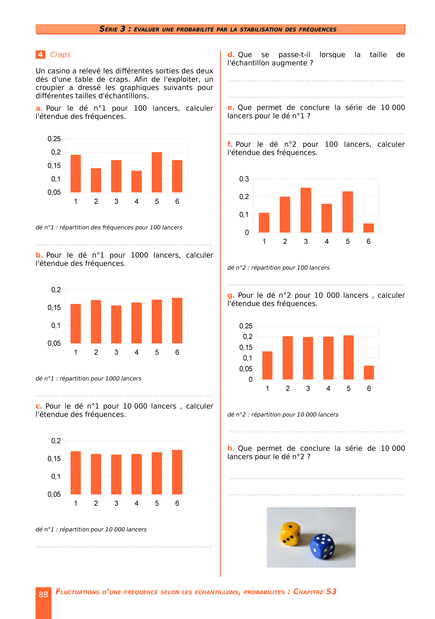 SÉRIE 3 : ÉVALUER UNE PROBABILITÉ PAR LA STABILISATION DES FRÉQUENCES
4 Craps
Un casino a relevé les différentes sorties des deux
dés d'une table de craps. Afin de l'exploiter, un
croupier a dressé les graphiques suivants pour
différentes tailles d'échantillons.
a. Pour le dé n°1 pour 100 lancers, calculer
l'étendue des fréquences.
0,25
0,2
0,15
0,1
0,05
1 2 3 4 5 6
dé n°1 : répartition des fréquences pour 100 lancers
b. Pour le dé n°1 pour 1000 lancers, calculer
l'étendue des fréquences.
0,2
0,15
0,1
0,05
1 2 3 4 5 6
dé n°1 : répartition pour 1000 lancers
c. Pour le dé n°1 pour 10 000 lancers , calculer
l'étendue des fréquences.
0,2
0,15
0,1
0,05
1 2 3 4 5 6
dé n°1 : répartition pour 10 000 lancers
d. Que se passe-t-il lorsque la taille de
l'échantillon augmente ?
e. Que permet de conclure la série de 10 000
lancers pour le dé n°1 ?
f. Pour le dé n°2 pour 100 lancers, calculer
l'étendue des fréquences.
0,3
0,2
0,1
0
1 2 3 4 5 6
dé n°2 : répartition pour 100 lancers
g. Pour le dé n°2 pour 10 000 lancers , calculer
l'étendue des fréquences.
0,25
0,2
0,15
0,1
0,05
0
1 2 3 4 5 6
dé n°2 : répartition pour 10 000 lancers
h. Que permet de conclure la série de 10 000
lancers pour le dé n°2 ?
88 FLUCTUATIONS D'UNE FRÉQUENCE SELON LES ÉCHANTILLONS, PROBABILITÉS : CHAPITRE S3